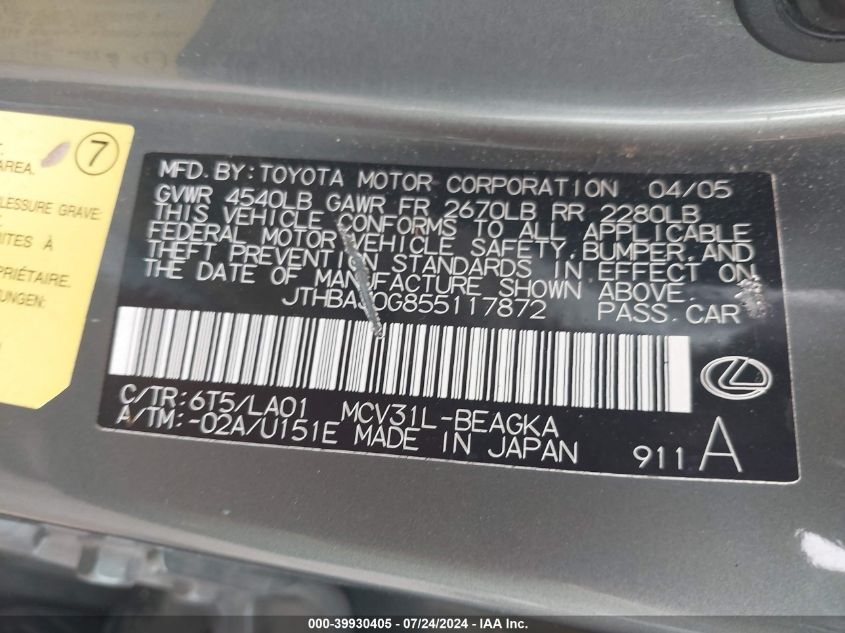 AREA.
7
PLESSURE GRAVE:
ITES À
PRIÉTAIRE.
UNGEN:
MFD. BY: TOYOTA MOTOR CORPORATION 04/05
GVWR 4540LB GAWR FR 2670LB RR 2280LB
THIS VEHICLE CONFORMS TO ALL APPLICABLE
FEDERAL MOTOR VEHICLE SAFETY, BUMPER, AND
THEFT PREVENTION STANDARDS IN EFFECT ON
THE DATE OF MANUFACTURE SHOWN ABOVE.
JTHBA30G855117872 PASS. CAR
C/TR: 6T5/LA01 MCV31L-BEAGKA
A/TM: -02A/U151E MADE IN JAPAN 911 A
000-39930405 - 07/24/2024 - IAA Inc.